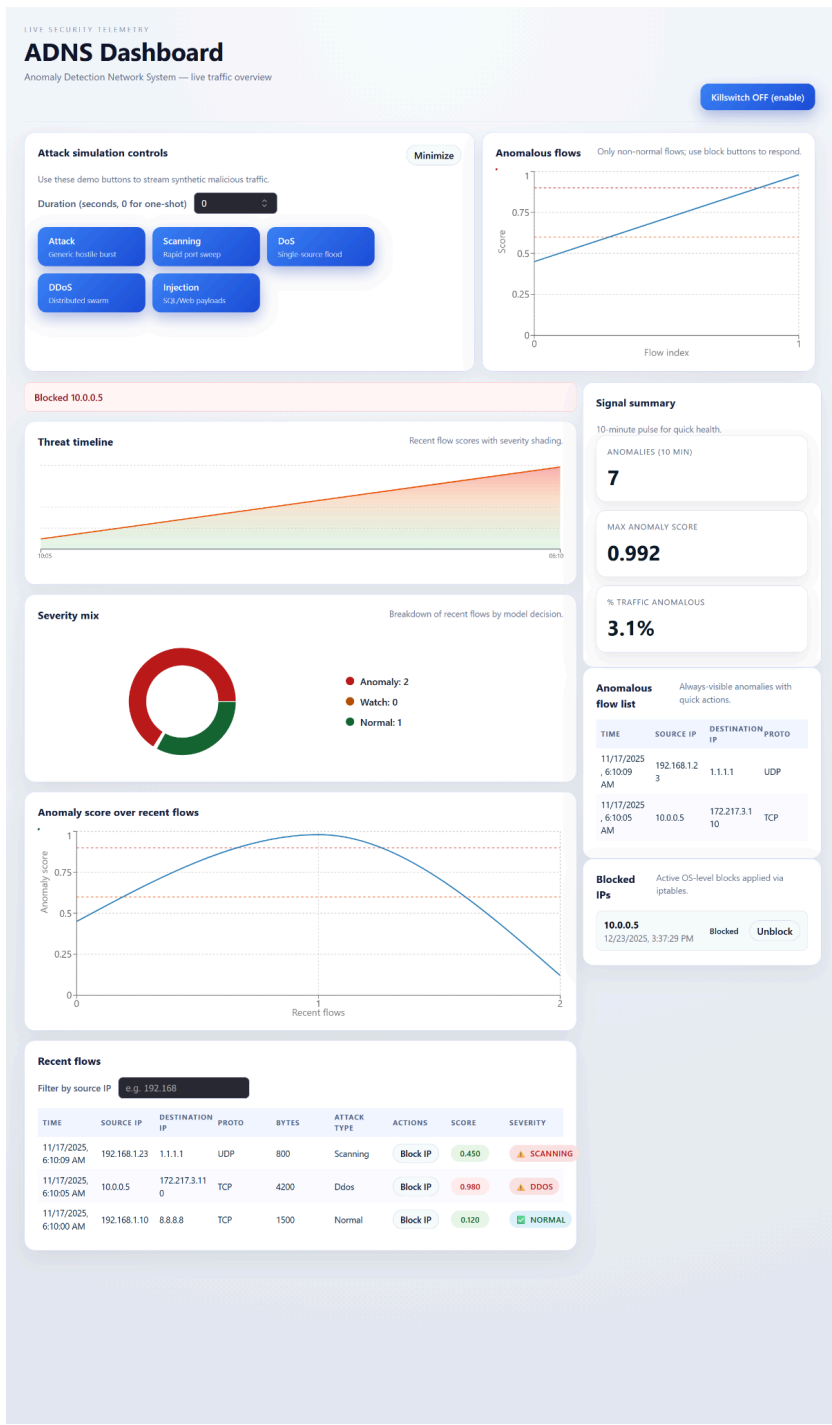 LIVE SECURITY TELEMETRY
ADNS Dashboard
Anomaly Detection Network System — live traffic overview
Killswitch OFF (enable)
Attack simulation controls
Minimize
Use these demo buttons to stream synthetic malicious traffic.
Duration (seconds, 0 for one-shot)
0
Attack
Generic hostile burst
Scanning
Rapid port sweep
DoS
Single-source flood
DDoS
Distributed swarm
Injection
SQL/Web payloads
Anomalous flows
Only non-normal flows; use block buttons to respond.
1
0.75
0.5
0.25
0
Score
0
1
Flow index
Blocked 10.0.0.5
Threat timeline
Recent flow scores with severity shading.
10:05
06:10
Severity mix
Breakdown of recent flows by model decision.
Anomaly: 2
Watch: 0
Normal: 1
Anomaly score over recent flows
1
0.75
0.5
0.25
0
Anomaly score
0
1
2
Recent flows
Recent flows
Filter by source IP
e.g. 192.168
TIME SOURCE IP DESTINATION IP PROTO BYTES ATTACK TYPE ACTIONS SCORE SEVERITY
11/17/2025, 6:10:09 AM 192.168.1.23 1.1.1.1 UDP 800 Scanning Block IP 0.450 SCANNING
11/17/2025, 6:10:05 AM 10.0.0.5 172.217.3.110 TCP 4200 Ddos Block IP 0.980 DDOS
11/17/2025, 6:10:00 AM 192.168.1.10 8.8.8.8 TCP 1500 Normal Block IP 0.120 NORMAL
Signal summary
10-minute pulse for quick health.
ANOMALIES (10 MIN)
7
MAX ANOMALY SCORE
0.992
% TRAFFIC ANOMALOUS
3.1%
Anomalous flow list
Always-visible anomalies with quick actions.
TIME SOURCE IP DESTINATION IP PROTO
11/17/2025, 6:10:09 AM 192.168.1.23 1.1.1.1 UDP
11/17/2025, 6:10:05 AM 10.0.0.5 172.217.3.110 TCP
Blocked IPs
Active OS-level blocks applied via iptables.
10.0.0.5
12/23/2025, 3:37:29 PM
Blocked
Unblock